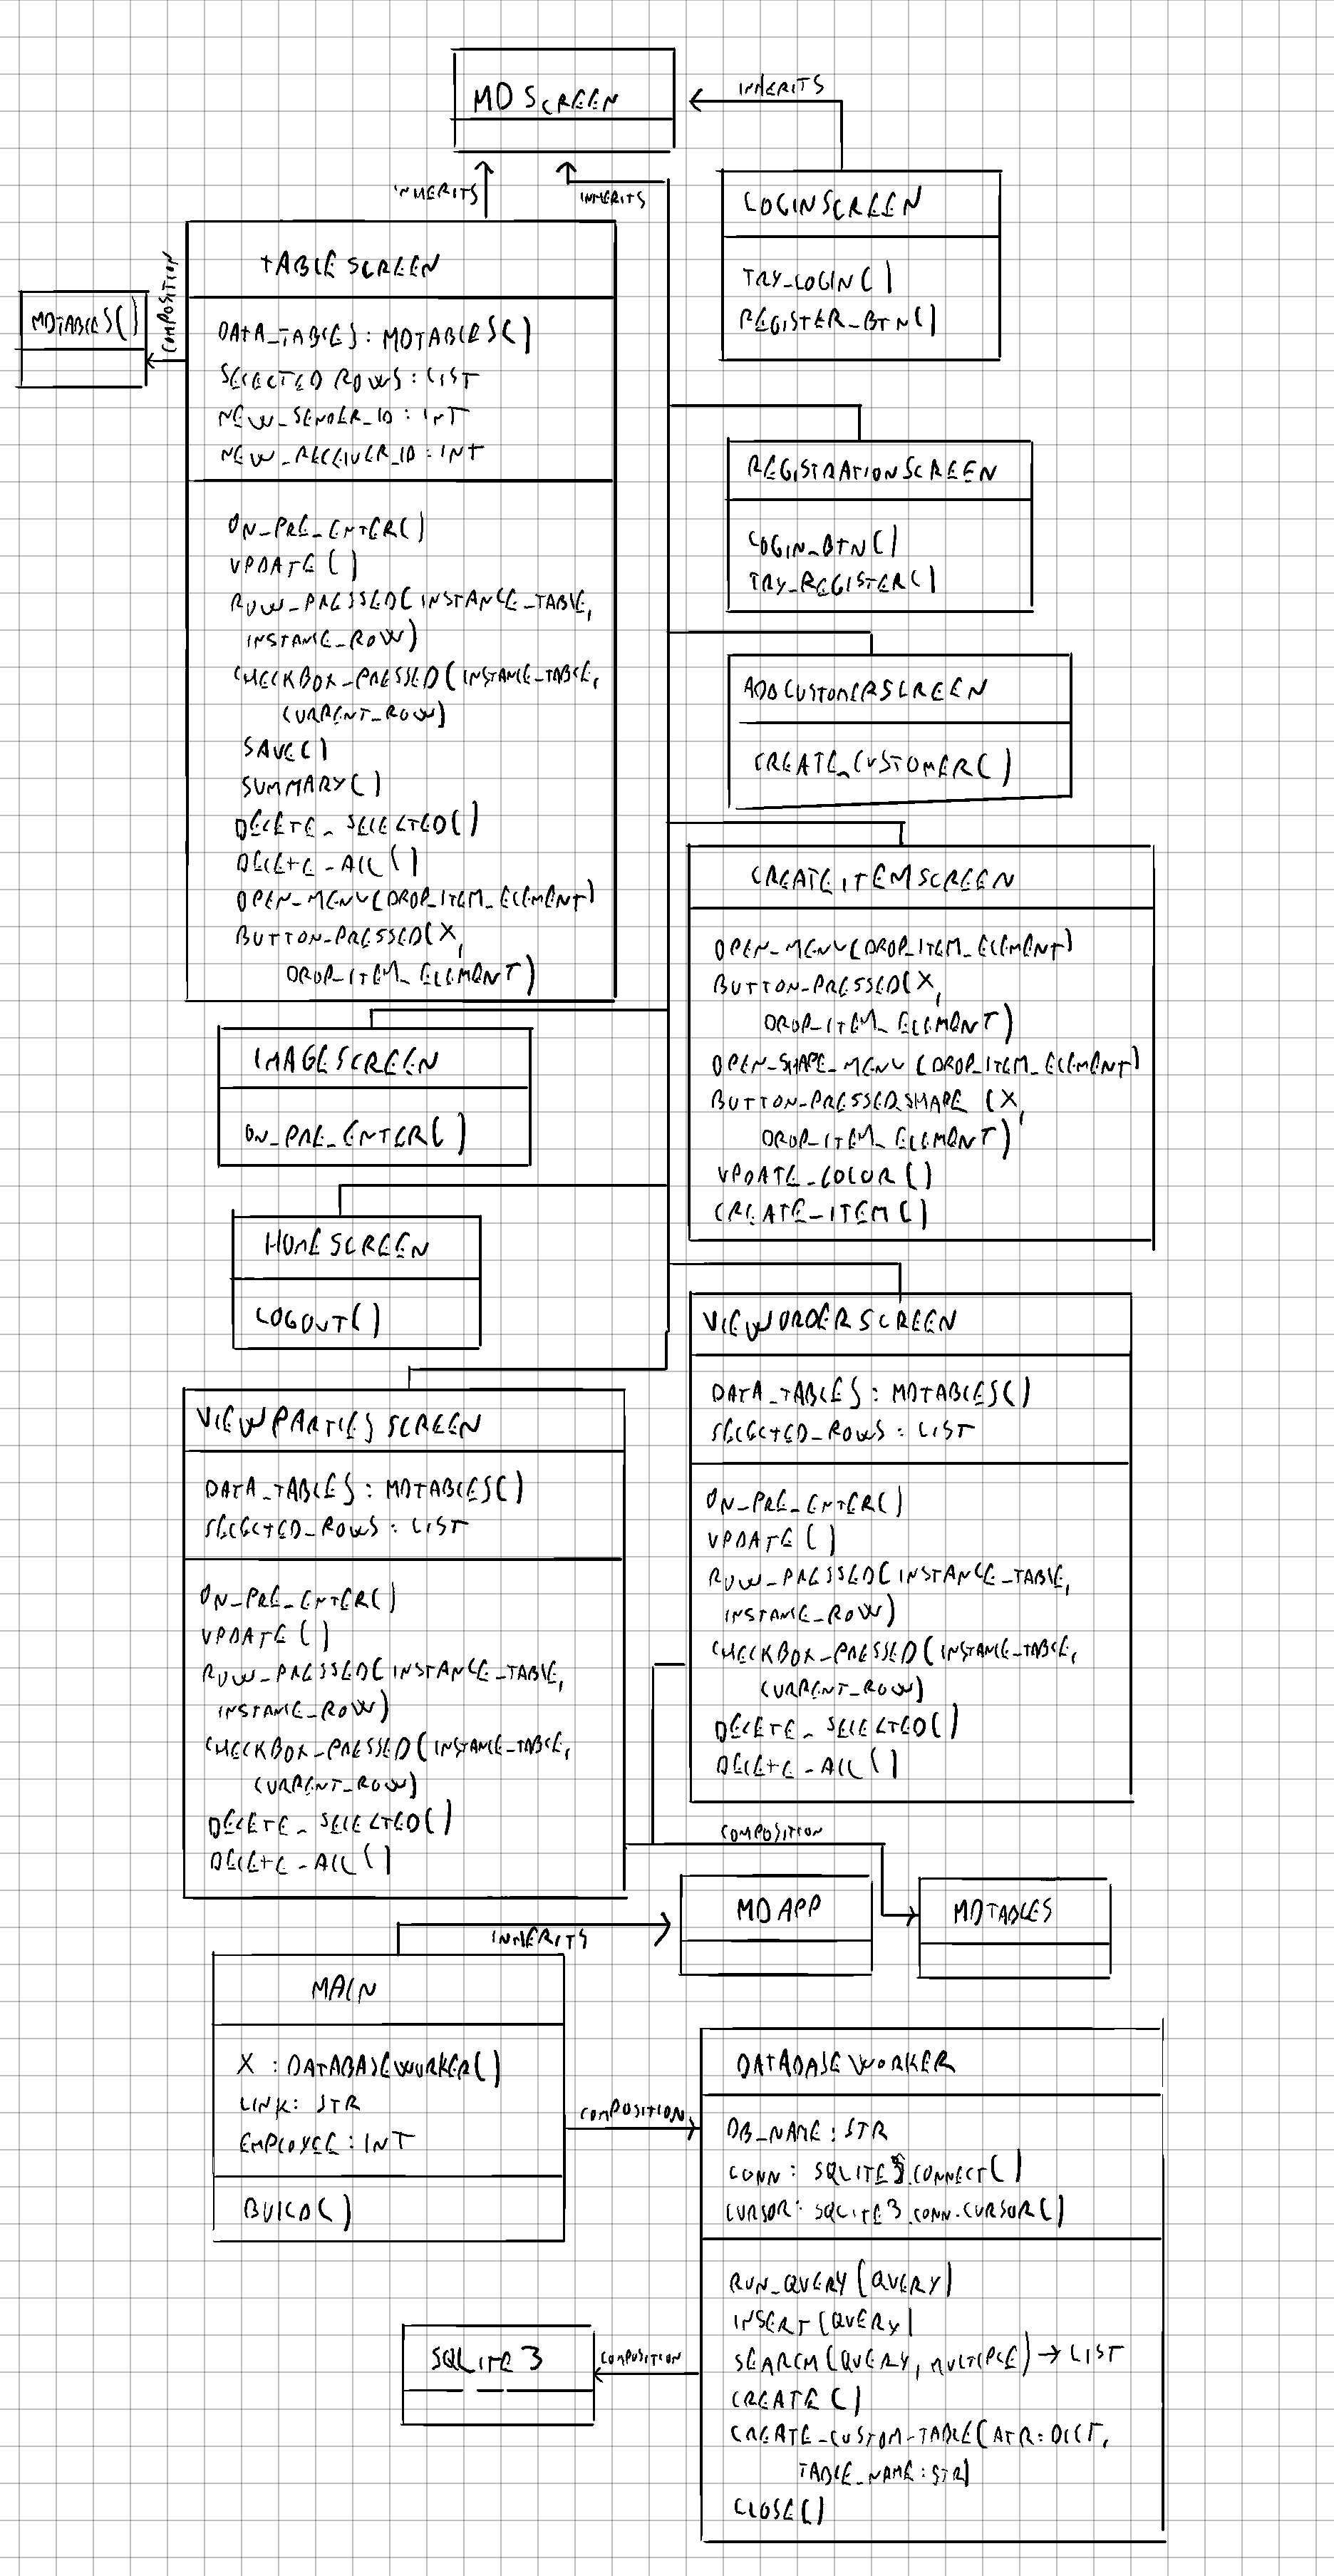 MDSCREEN
INHERITS
INHERITS
INHERITS
LOGINSCREEN
TRY_LOGIN()
REGISTER_BTN()
TABLESCREEN
COMPOSITION
MDTABLES()
DATA_TABLES: MDTABLES()
SELECTED ROWS: LIST
NEW_SENDER_ID: INT
NEW_RECEIVER_ID: INT
ON_PRE_ENTER()
UPDATE()
ROW_PRESSED(INSTANCE_TABLE,
INSTANCE_ROW)
CHECKBOX_PRESSED(INSTANCE_TABLE,
CURRENT_ROW)
SAVE()
SUMMARY()
DELETE_SELECTED()
DELETE_ALL()
OPEN_MENU(DROP_ITEM_ELEMENT)
BUTTON_PRESSED(X,
DROP_ITEM_ELEMENT)
REGISTRATIONSCREEN
LOGIN_BTN()
TRY_REGISTER()
ADDCUSTOMERSCREEN
CREATE_CUSTOMER()
CREATEITEMSCREEN
OPEN_MENU(DROP_ITEM_ELEMENT)
BUTTON_PRESSED(X,
DROP_ITEM_ELEMENT)
OPEN_SHAPE_MENU(DROP_ITEM_ELEMENT)
BUTTON_PRESSED_SHAPE (X,
DROP_ITEM_ELEMENT)
UPDATE_COLOR()
CREATE_ITEM()
IMAGESCREEN
ON_PRE_ENTER()
HOMESCREEN
LOGOUT()
VIEWORDERSCREEN
DATA_TABLES: MDTABLES()
SELECTED_ROWS: LIST
ON_PRE_ENTER()
UPDATE()
ROW_PRESSED(INSTANCE_TABLE,
INSTANCE_ROW)
CHECKBOX_PRESSED(INSTANCE_TABLE,
CURRENT_ROW)
DELETE_SELECTED()
DELETE_ALL()
VIEWPARTIESSCREEN
DATA_TABLES: MDTABLES()
SELECTED_ROWS: LIST
ON_PRE_ENTER()
UPDATE()
ROW_PRESSED(INSTANCE_TABLE,
INSTANCE_ROW)
CHECKBOX_PRESSED(INSTANCE_TABLE,
CURRENT_ROW)
DELETE_SELECTED()
DELETE_ALL()
COMPOSITION
MDAPP
MDTABLES
INHERITS
MAIN
X: DATABASEWORKER()
LINK: STR
EMPLOYEE: INT
BUILD()
COMPOSITION
DATABASEWORKER
DB_NAME: STR
CONN: SQLITE3.CONNECT()
CURSOR: SQLITE3.CONN.CURSOR()
RUN_QUERY(QUERY)
INSERT(QUERY)
SEARCH(QUERY, MULTIPLE) → LIST
CREATE()
CREATE_CUSTOM_TABLE(ATR: DICT,
TABLE_NAME: STR)
CLOSE()
COMPOSITION
SQLITE3